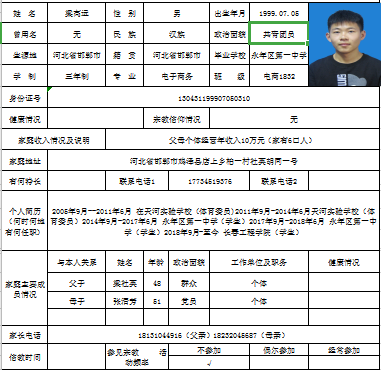 姓 名 梁高远 性 别 男 出生年月 1999.07.05
曾用名 无 民 族 汉族 政治面貌 共青团员
生源地 河北省邯郸市 籍 贯 河北省邯郸市 毕业学校 永年区第一中学
学 制 三年制 专 业 电子商务 班 级 电商1832
身份证号 130431199907050310
健康情况 宗教信仰情况 无
家庭收入情况及说明 父母个体经营年收入10万元（家有6口人）
家庭地址 河北省邯郸市鸡泽县店上乡柏一村社英胡同一号
有何特长 联系电话1 17734519376 联系电话2
个人简历（何时何地有何任职）
2005年9月--2011年6月 在天河实验学校（体育委员）2011年9月-2014年6月天河实验学校（体
育委员）2014年9月-2017年6月 永年区第一中学（学生）2017年9月-2018年6月 永年区第一中
学（学生）2018年9月-至今 长春工程学院（学生）
家庭主要成员情况
与本人关系 姓名 年龄 政治面貌 工作单位及职务 健康情况
父子 梁社英 48 群众 个体
母子 张海芳 51 党员 个体
家长电话 18131044916（父亲）18232045687（母亲）
信教时间 参见宗教活动频率 不参加 偶尔参加 经常参加
√